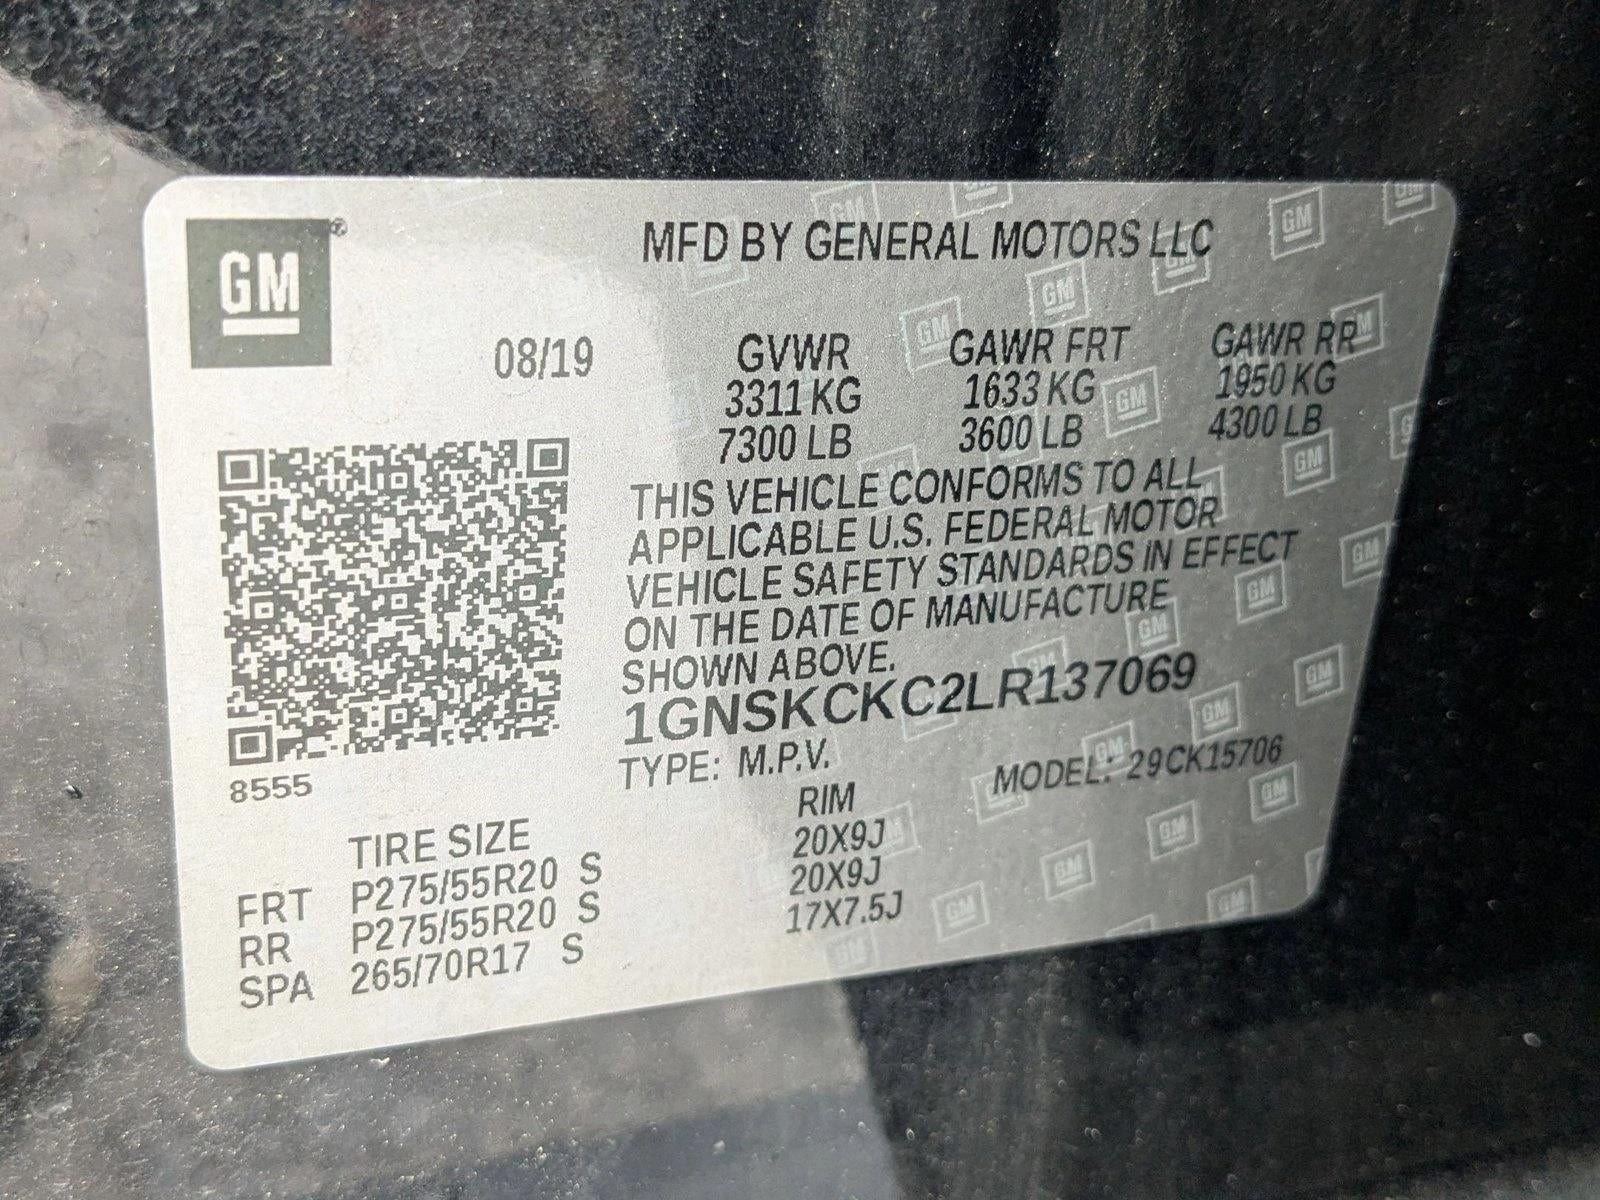 GM ®
MFD BY GENERAL MOTORS LLC
08/19 GVWR GAWR FRT GAWR RR
3311 KG 1633 KG 1950 KG
7300 LB 3600 LB 4300 LB
THIS VEHICLE CONFORMS TO ALL
APPLICABLE U.S. FEDERAL MOTOR
VEHICLE SAFETY STANDARDS IN EFFECT
ON THE DATE OF MANUFACTURE
SHOWN ABOVE.
1GNSKCKC2LR137069
TYPE: M.P.V. MODEL: 29CK15706
8555
TIRE SIZE RIM
FRT P275/55R20 S 20X9J
RR P275/55R20 S 20X9J
SPA 265/70R17 S 17X7.5J